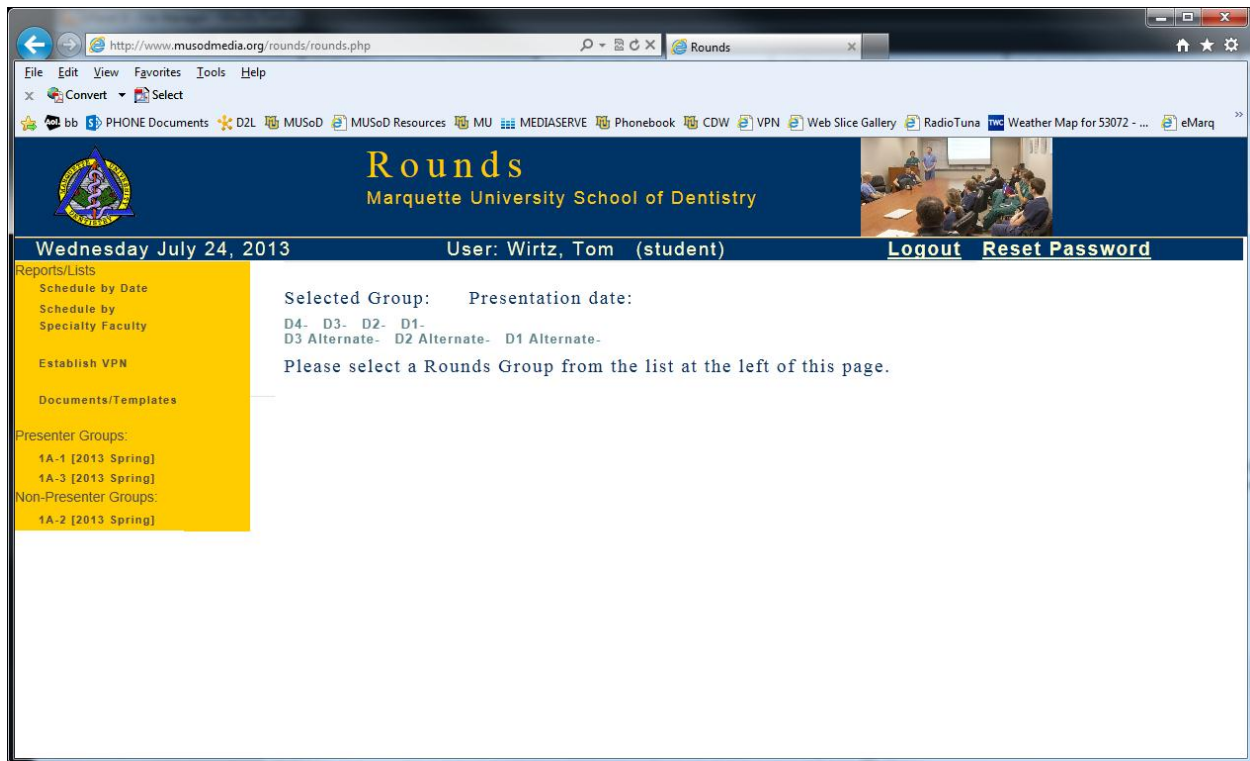 http://www.musodmedia.org/rounds/rounds.php
Rounds
File Edit View Favorites Tools Help
x Convert Select
bb PHONE Documents D2L MUSoD MUSoD Resources MU MEDIASERVE Phonebook CDW VPN Web Slice Gallery RadioTuna Weather Map for 53072 - ... eMarq
Rounds
Marquette University School of Dentistry
Wednesday July 24, 2013 User: Wirtz, Tom (student) Logout Reset Password
Reports/Lists
Schedule by Date
Schedule by
Specialty Faculty
Establish VPN
Documents/Templates
Presenter Groups:
1A-1 [2013 Spring]
1A-3 [2013 Spring]
Non-Presenter Groups:
1A-2 [2013 Spring]
Selected Group: Presentation date:
D4- D3- D2- D1-
D3 Alternate- D2 Alternate- D1 Alternate-
Please select a Rounds Group from the list at the left of this page.